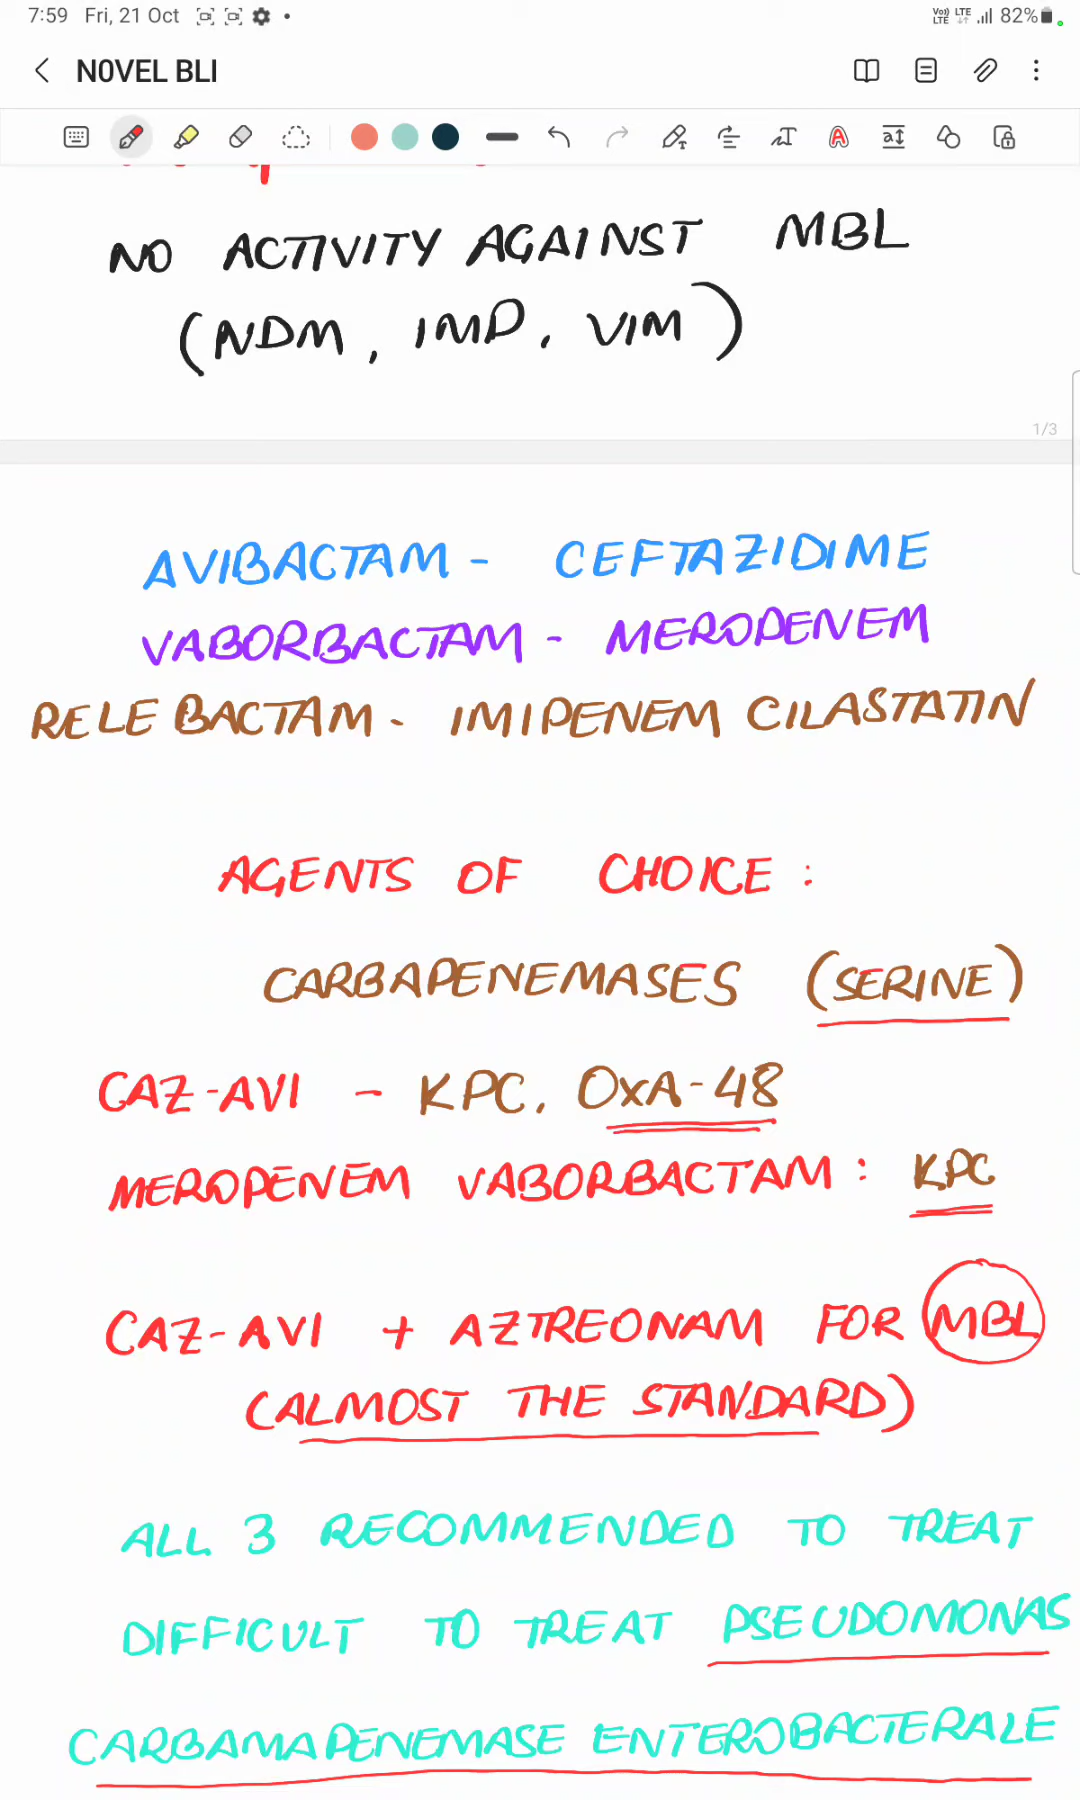 7:59 Fri, 21 Oct
82%
N0VEL BLI
NO ACTIVITY AGAINST MBL
(NDM, IMP, VIM)
1/3
AVIBACTAM - CEFTAZIDIME
VABORBACTAM - MEROPENEM
RELEBACTAM - IMIPENEM CILASTATIN
AGENTS OF CHOICE :
CARBAPENEMASES (SERINE)
CAZ-AVI - KPC, OXA-48
MEROPENEM VABORBACTAM : KPC
CAZ-AVI + AZTREONAM FOR MBL
(ALMOST THE STANDARD)
ALL 3 RECOMMENDED TO TREAT
DIFFICULT TO TREAT PSEUDOMONAS
CARBAMAPENEMASE ENTEROBACTERALE